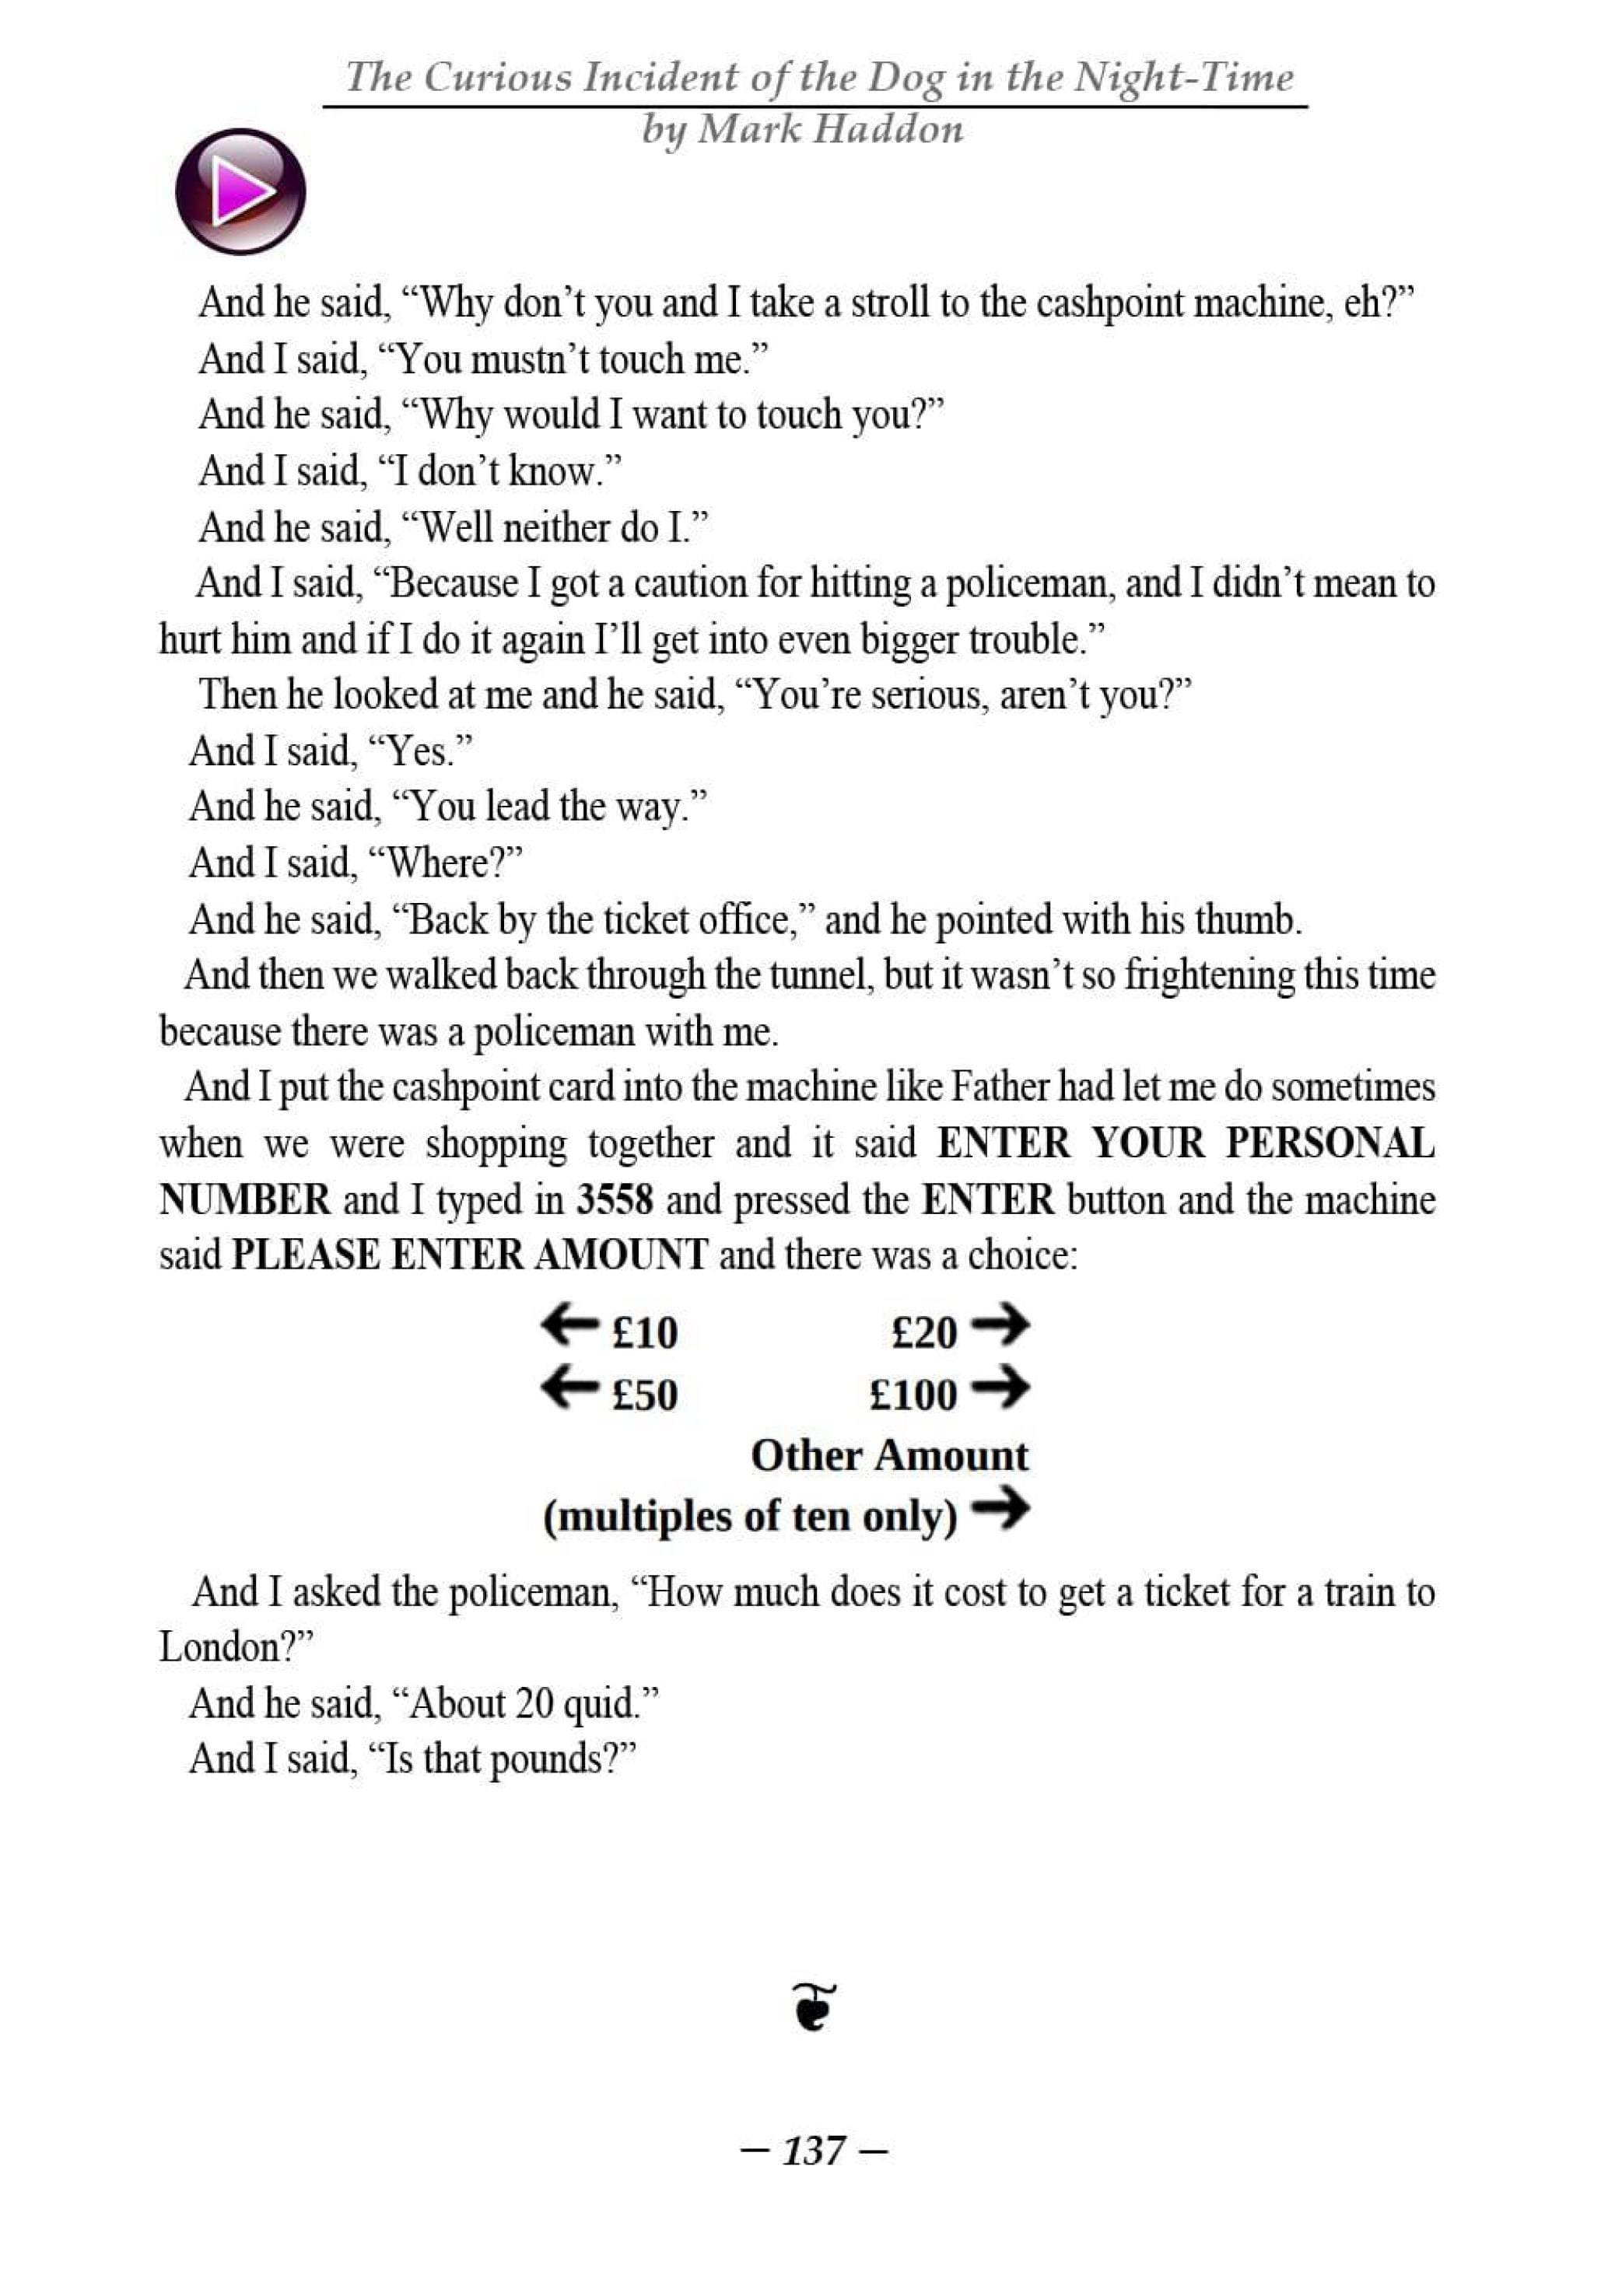 The Curious Incident of the Dog in the Night-Time
by Mark Haddon
And he said, “Why don’t you and I take a stroll to the cashpoint machine, eh?”
And I said, “You mustn’t touch me.”
And he said, “Why would I want to touch you?”
And I said, “I don’t know.”
And he said, “Well neither do I.”
And I said, “Because I got a caution for hitting a policeman, and I didn’t mean to
hurt him and if I do it again I’ll get into even bigger trouble.”
Then he looked at me and he said, “You’re serious, aren’t you?”
And I said, “Yes.”
And he said, “You lead the way.”
And I said, “Where?”
And he said, “Back by the ticket office,” and he pointed with his thumb.
And then we walked back through the tunnel, but it wasn’t so frightening this time
because there was a policeman with me.
And I put the cashpoint card into the machine like Father had let me do sometimes
when we were shopping together and it said ENTER YOUR PERSONAL
NUMBER and I typed in 3558 and pressed the ENTER button and the machine
said PLEASE ENTER AMOUNT and there was a choice:
← £10 £20 →
← £50 £100 →
Other Amount
(multiples of ten only) →
And I asked the policeman, “How much does it cost to get a ticket for a train to
London?”
And he said, “About 20 quid.”
And I said, “Is that pounds?”
— 137 —